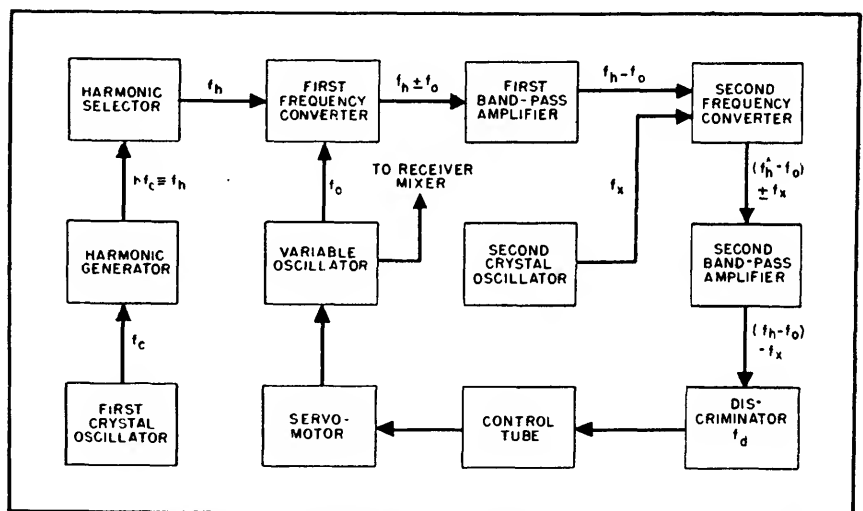 HARMONIC
SELECTOR
f_h
FIRST
FREQUENCY
CONVERTER
f_h ± f_o
FIRST
BAND-PASS
AMPLIFIER
f_h - f_o
SECOND
FREQUENCY
CONVERTER
f_c ≡ f_h
f_o
TO RECEIVER
MIXER
f_x
(f_h - f_o)
± f_x
HARMONIC
GENERATOR
VARIABLE
OSCILLATOR
SECOND
CRYSTAL
OSCILLATOR
SECOND
BAND-PASS
AMPLIFIER
f_c
(f_h - f_o)
- f_x
FIRST
CRYSTAL
OSCILLATOR
SERVO-
MOTOR
CONTROL
TUBE
DIS-
CRIMINATOR
f_d